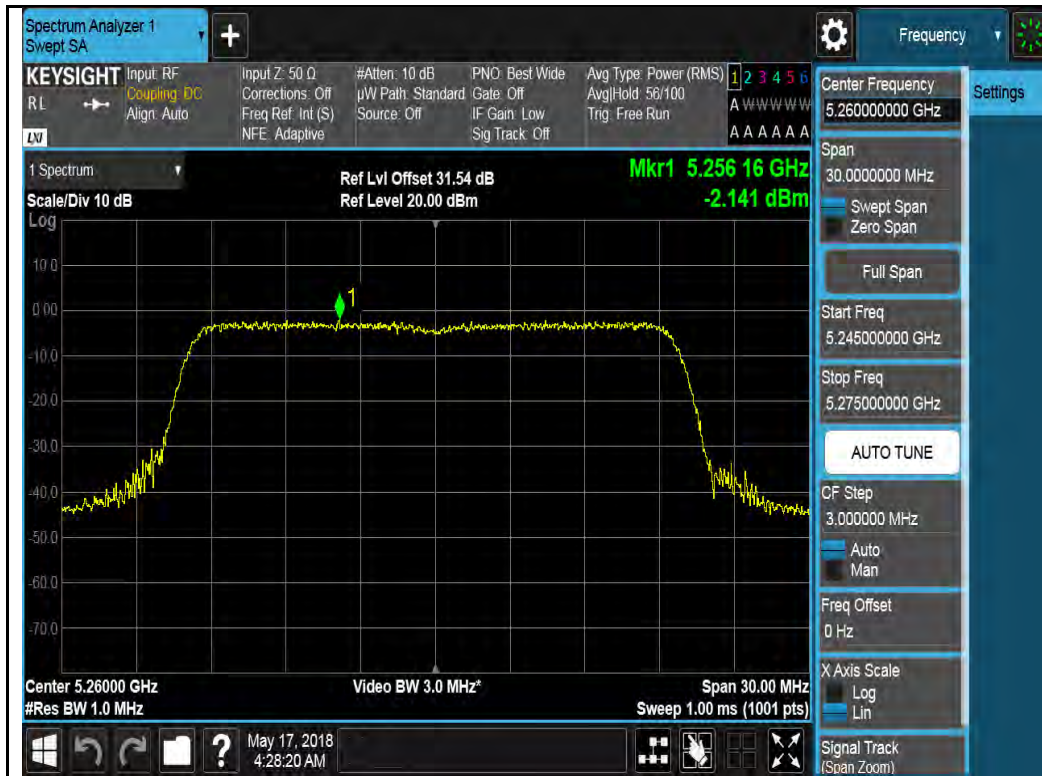 Spectrum Analyzer 1
Swept SA
+
Frequency
KEYSIGHT
RL
LXI
Input: RF
Coupling: DC
Align: Auto
Input Z: 50 Ω
Corrections: Off
Freq Ref: Int (S)
NFE: Adaptive
#Atten: 10 dB
µW Path: Standard
Source: Off
PNO: Best Wide
Gate: Off
IF Gain: Low
Sig Track: Off
Avg Type: Power (RMS)
Avg|Hold: 56/100
Trig: Free Run
1 2 3 4 5 6
A W W W W W
A A A A A A
1 Spectrum
Scale/Div 10 dB
Log
Ref Lvl Offset 31.54 dB
Ref Level 20.00 dBm
Mkr1 5.256 16 GHz
-2.141 dBm
10.0
0.00
-10.0
-20.0
-30.0
-40.0
-50.0
-60.0
-70.0
1
Center 5.26000 GHz
#Res BW 1.0 MHz
Video BW 3.0 MHz*
Span 30.00 MHz
Sweep 1.00 ms (1001 pts)
Center Frequency
5.260000000 GHz
Settings
Span
30.0000000 MHz
Swept Span
Zero Span
Full Span
Start Freq
5.245000000 GHz
Stop Freq
5.275000000 GHz
AUTO TUNE
CF Step
3.000000 MHz
Auto
Man
Freq Offset
0 Hz
X Axis Scale
Log
Lin
Signal Track
(Span Zoom)
?
May 17, 2018
4:28:20 AM